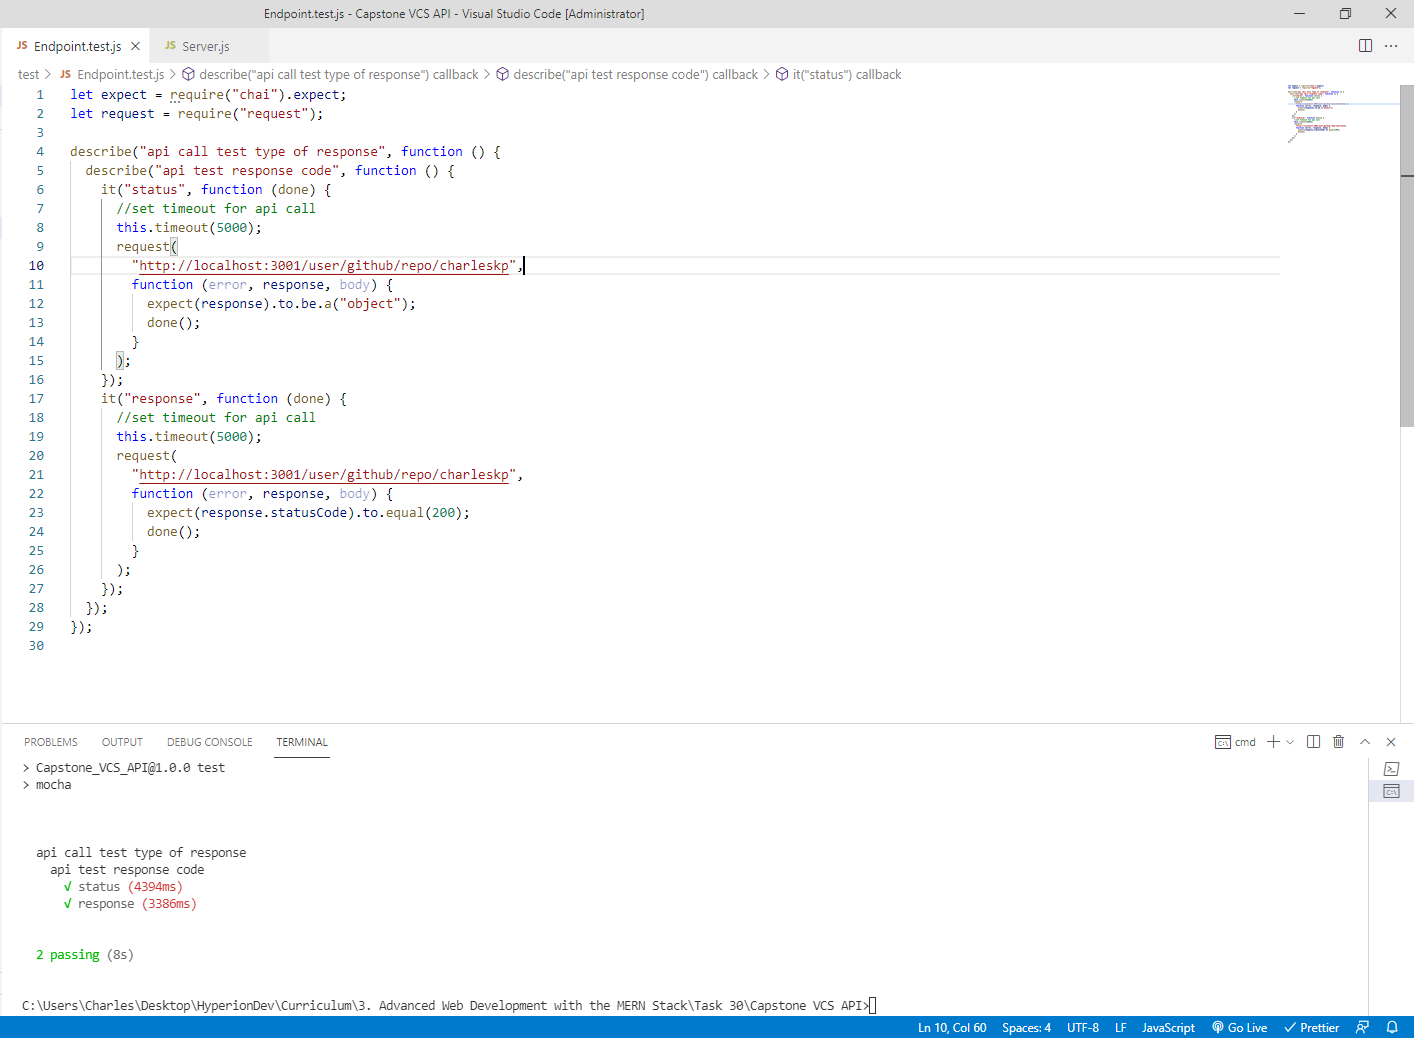 Endpoint.test.js - Capstone VCS API - Visual Studio Code [Administrator]
JS Endpoint.test.js
JS Server.js
test > JS Endpoint.test.js > describe("api call test type of response") callback > describe("api test response code") callback > it("status") callback
1 let expect = require("chai").expect;
2 let request = require("request");
3
4 describe("api call test type of response", function () {
5 describe("api test response code", function () {
6 it("status", function (done) {
7 //set timeout for api call
8 this.timeout(5000);
9 request(
10 "http://localhost:3001/user/github/repo/charleskp",
11 function (error, response, body) {
12 expect(response).to.be.a("object");
13 done();
14 }
15 );
16 });
17 it("response", function (done) {
18 //set timeout for api call
19 this.timeout(5000);
20 request(
21 "http://localhost:3001/user/github/repo/charleskp",
22 function (error, response, body) {
23 expect(response.statusCode).to.equal(200);
24 done();
25 }
26 );
27 });
28 });
29 });
30
PROBLEMS OUTPUT DEBUG CONSOLE TERMINAL
cmd
> Capstone_VCS_API@1.0.0 test
> mocha
api call test type of response
api test response code
√ status (4394ms)
√ response (3386ms)
2 passing (8s)
C:\Users\Charles\Desktop\HyperionDev\Curriculum\3. Advanced Web Development with the MERN Stack\Task 30\Capstone VCS API>
Ln 10, Col 60 Spaces: 4 UTF-8 LF JavaScript Go Live Prettier